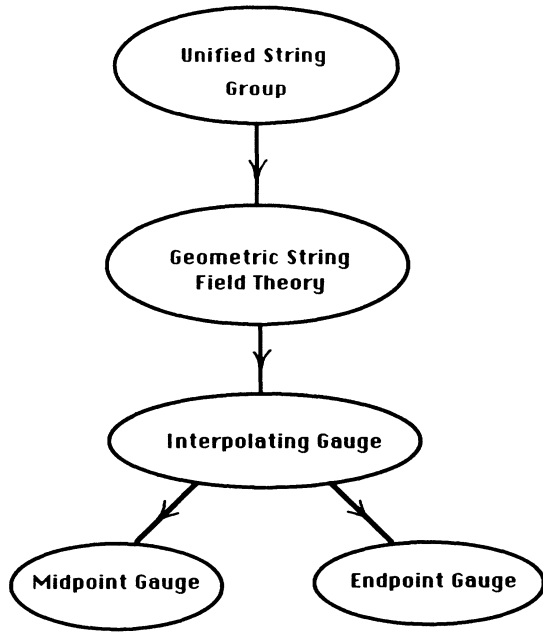 Unified String
Group
Geometric String
Field Theory
Interpolating Gauge
Midpoint Gauge
Endpoint Gauge